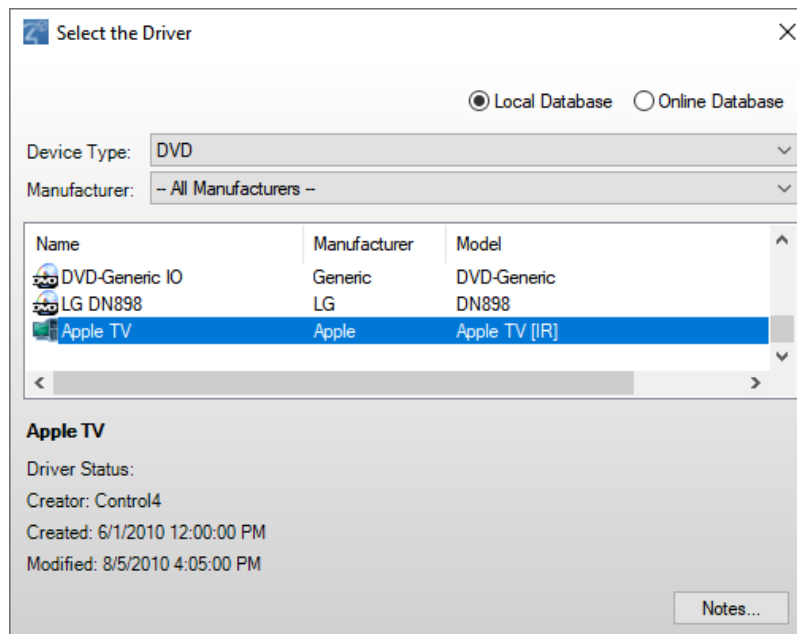 Select the Driver
Local Database Online Database
Device Type: DVD
Manufacturer: -- All Manufacturers --
Name Manufacturer Model
DVD-Generic IO Generic DVD-Generic
LG DN898 LG DN898
Apple TV Apple Apple TV [IR]
Apple TV
Driver Status:
Creator: Control4
Created: 6/1/2010 12:00:00 PM
Modified: 8/5/2010 4:05:00 PM
Notes...